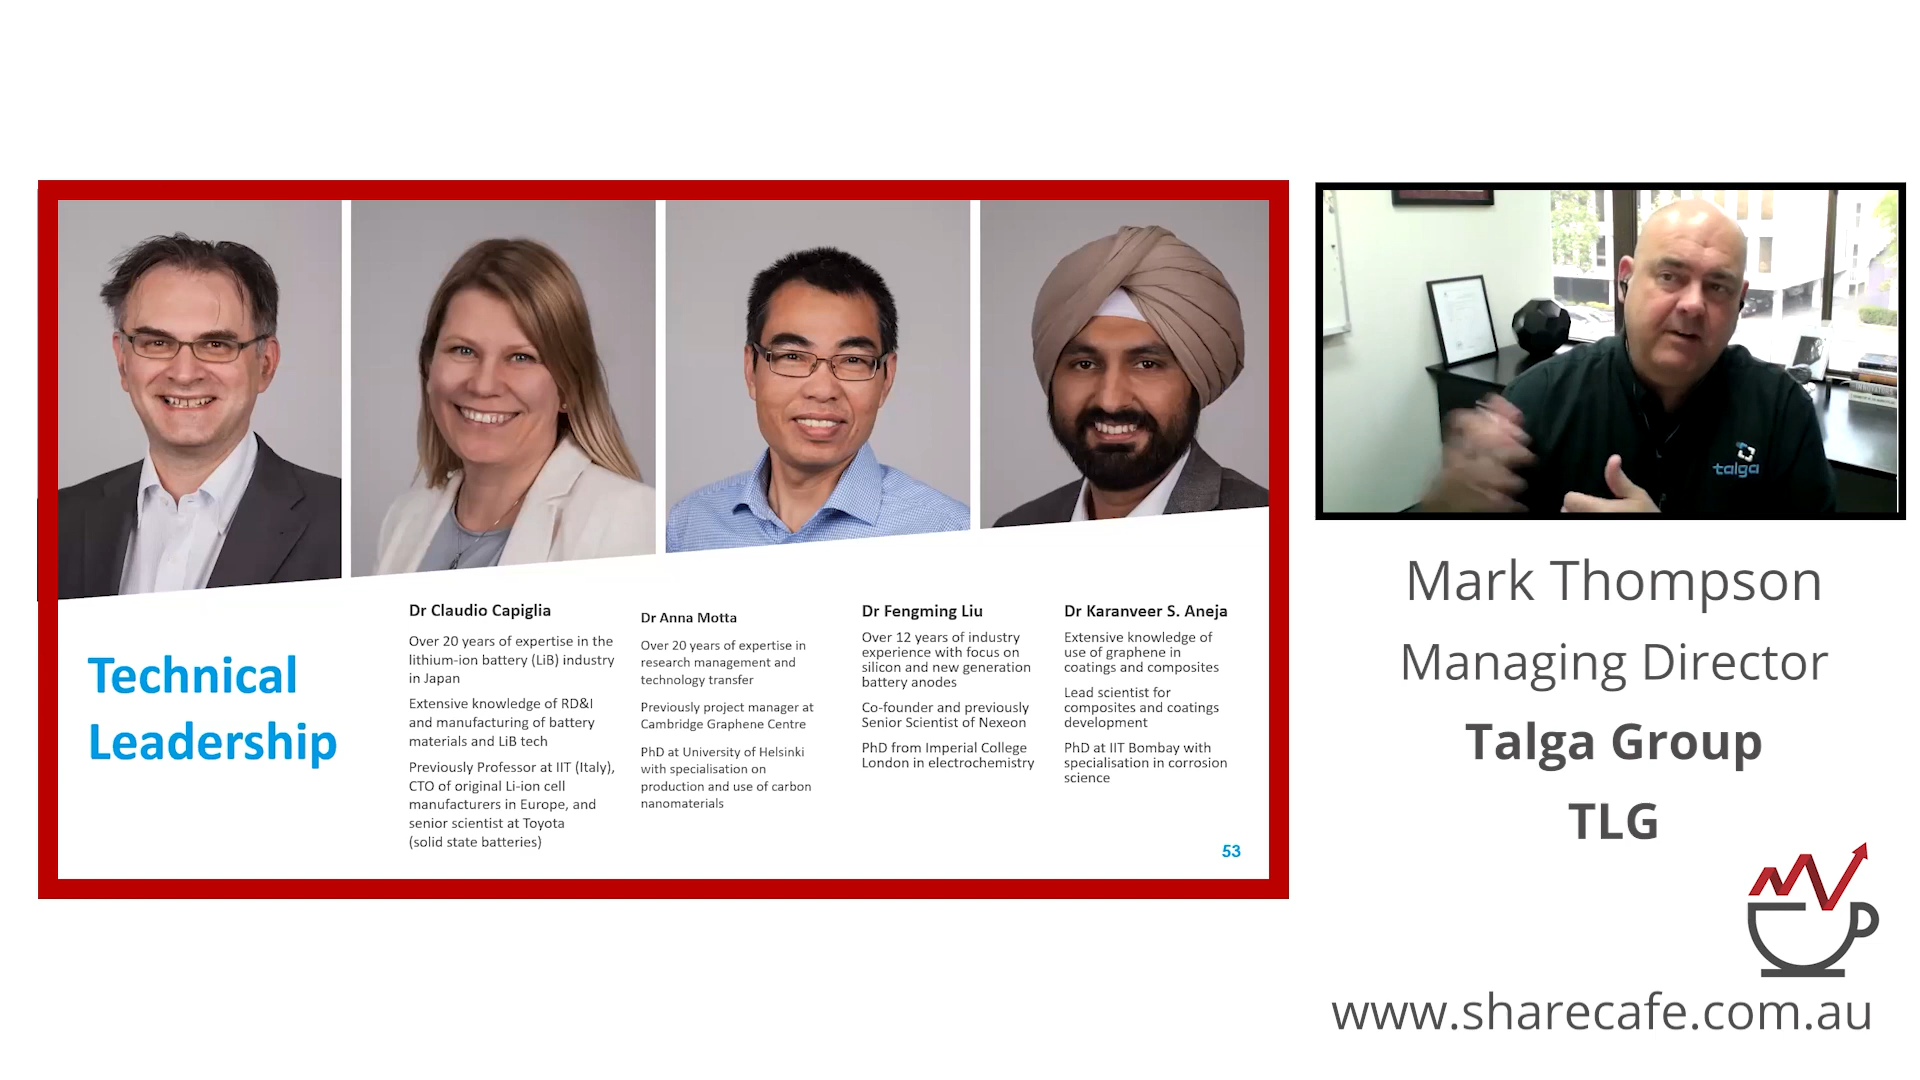 Technical
Leadership
Dr Claudio Capiglia
Over 20 years of expertise in the
lithium-ion battery (LiB) industry
in Japan
Extensive knowledge of RD&I
and manufacturing of battery
materials and LiB tech
Previously Professor at IIT (Italy),
CTO of original Li-ion cell
manufacturers in Europe, and
senior scientist at Toyota
(solid state batteries)
Dr Anna Motta
Over 20 years of expertise in
research management and
technology transfer
Previously project manager at
Cambridge Graphene Centre
PhD at University of Helsinki
with specialisation on
production and use of carbon
nanomaterials
Dr Fengming Liu
Over 12 years of industry
experience with focus on
silicon and new generation
battery anodes
Co-founder and previously
Senior Scientist of Nexeon
PhD from Imperial College
London in electrochemistry
Dr Karanveer S. Aneja
Extensive knowledge of
use of graphene in
coatings and composites
Lead scientist for
composites and coatings
development
PhD at IIT Bombay with
specialisation in corrosion
science
53
talga
Mark Thompson
Managing Director
Talga Group
TLG
www.sharecafe.com.au